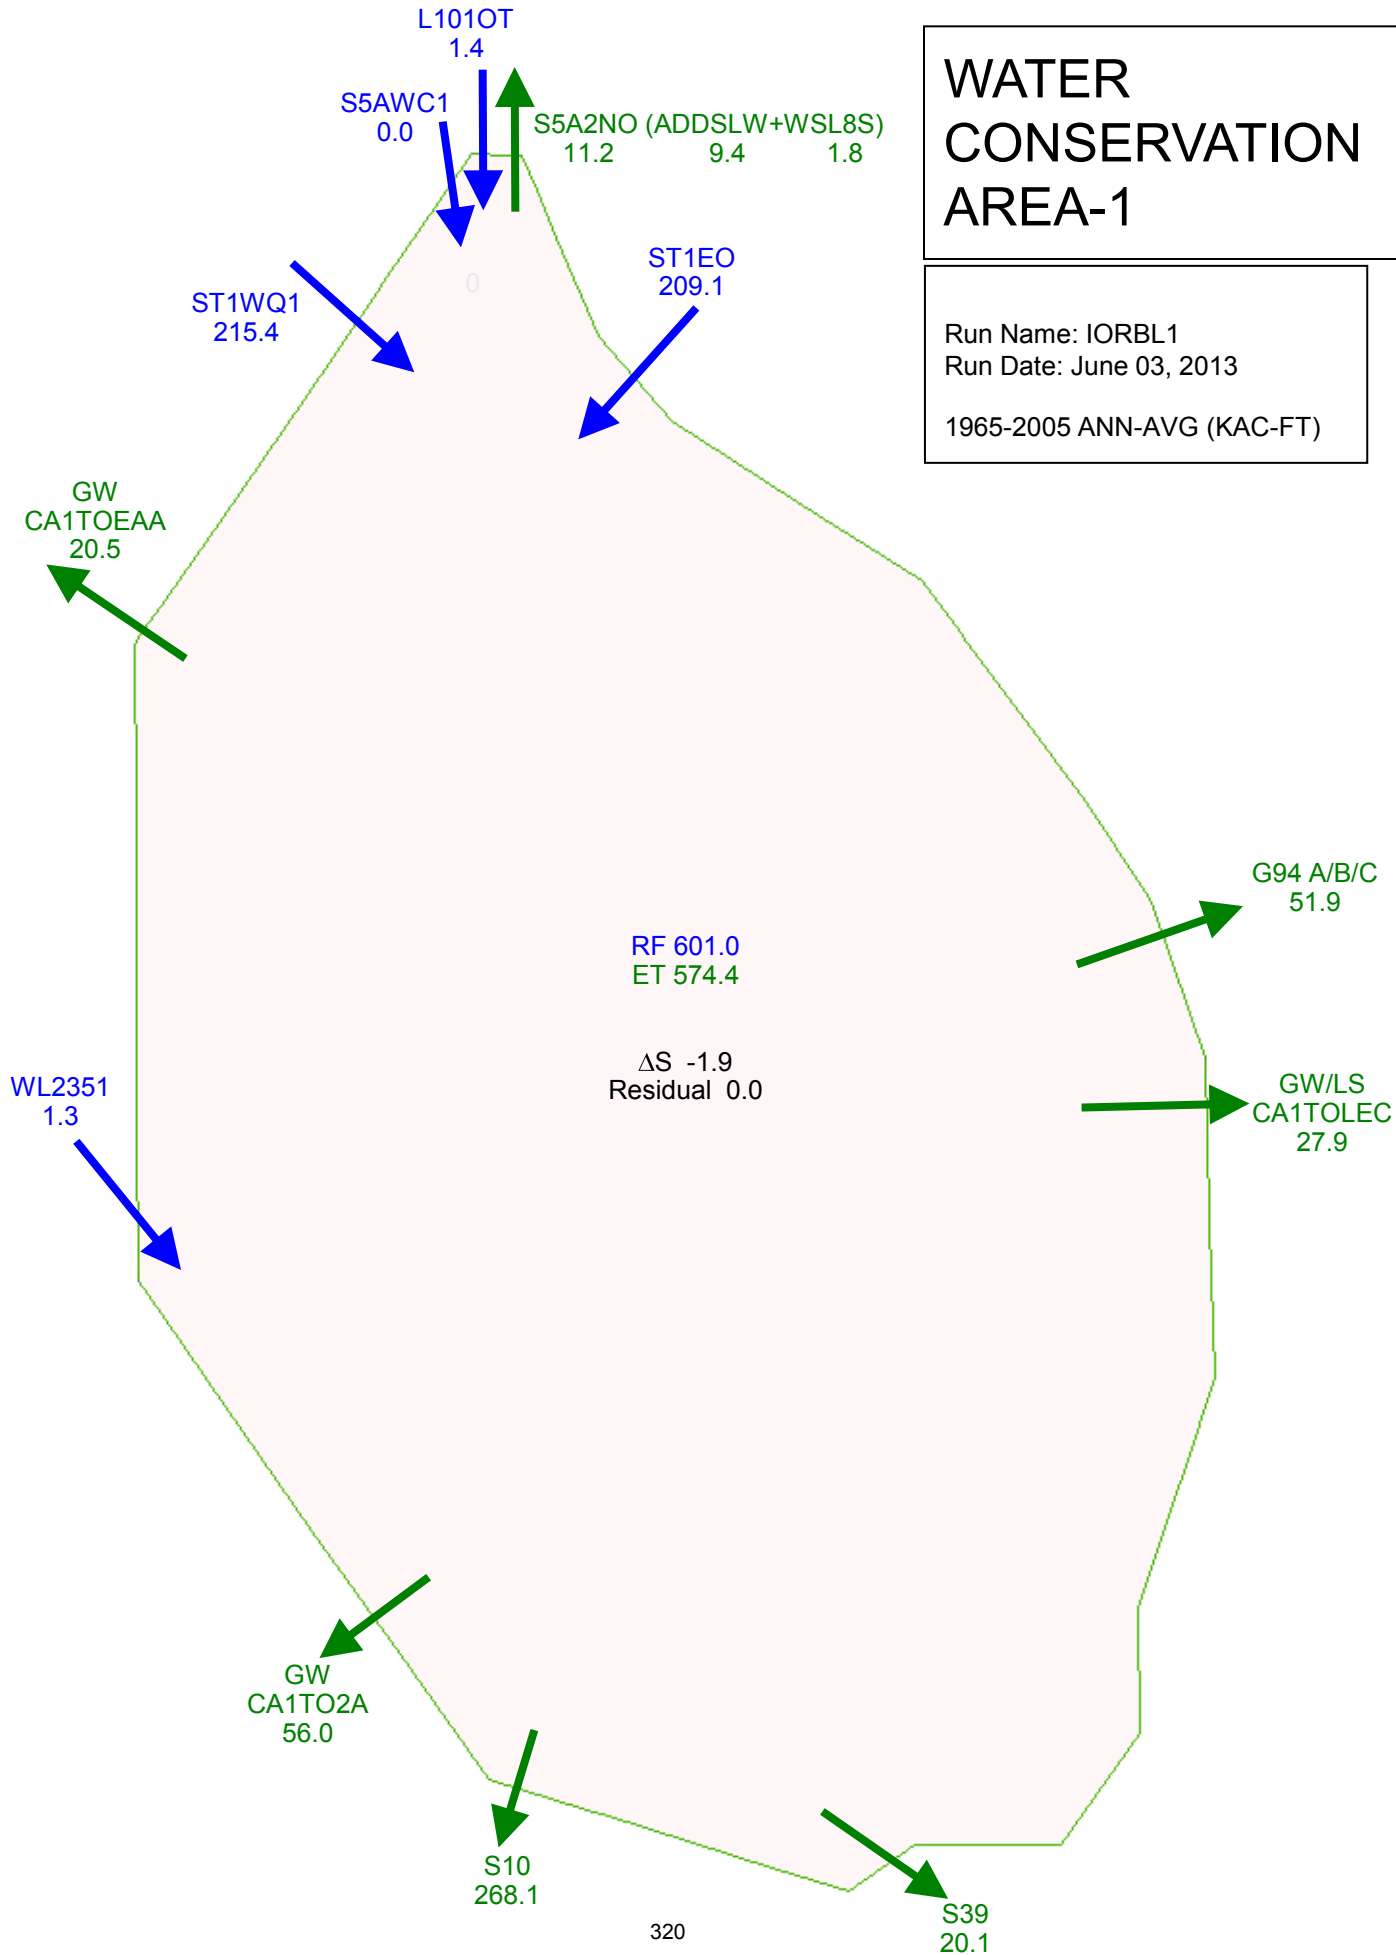 L101OT
1.4
S5AWC1
0.0
S5A2NO (ADDSLW+WSL8S)
11.2 9.4 1.8
WATER
CONSERVATION
AREA-1
Run Name: IORBL1
Run Date: June 03, 2013
1965-2005 ANN-AVG (KAC-FT)
ST1WQ1
215.4
0
ST1EO
209.1
GW
CA1TOEAA
20.5
G94 A/B/C
51.9
RF 601.0
ET 574.4
ΔS -1.9
Residual 0.0
WL2351
1.3
GW/LS
CA1TOLEC
27.9
GW
CA1TO2A
56.0
S10
268.1
S39
20.1
320